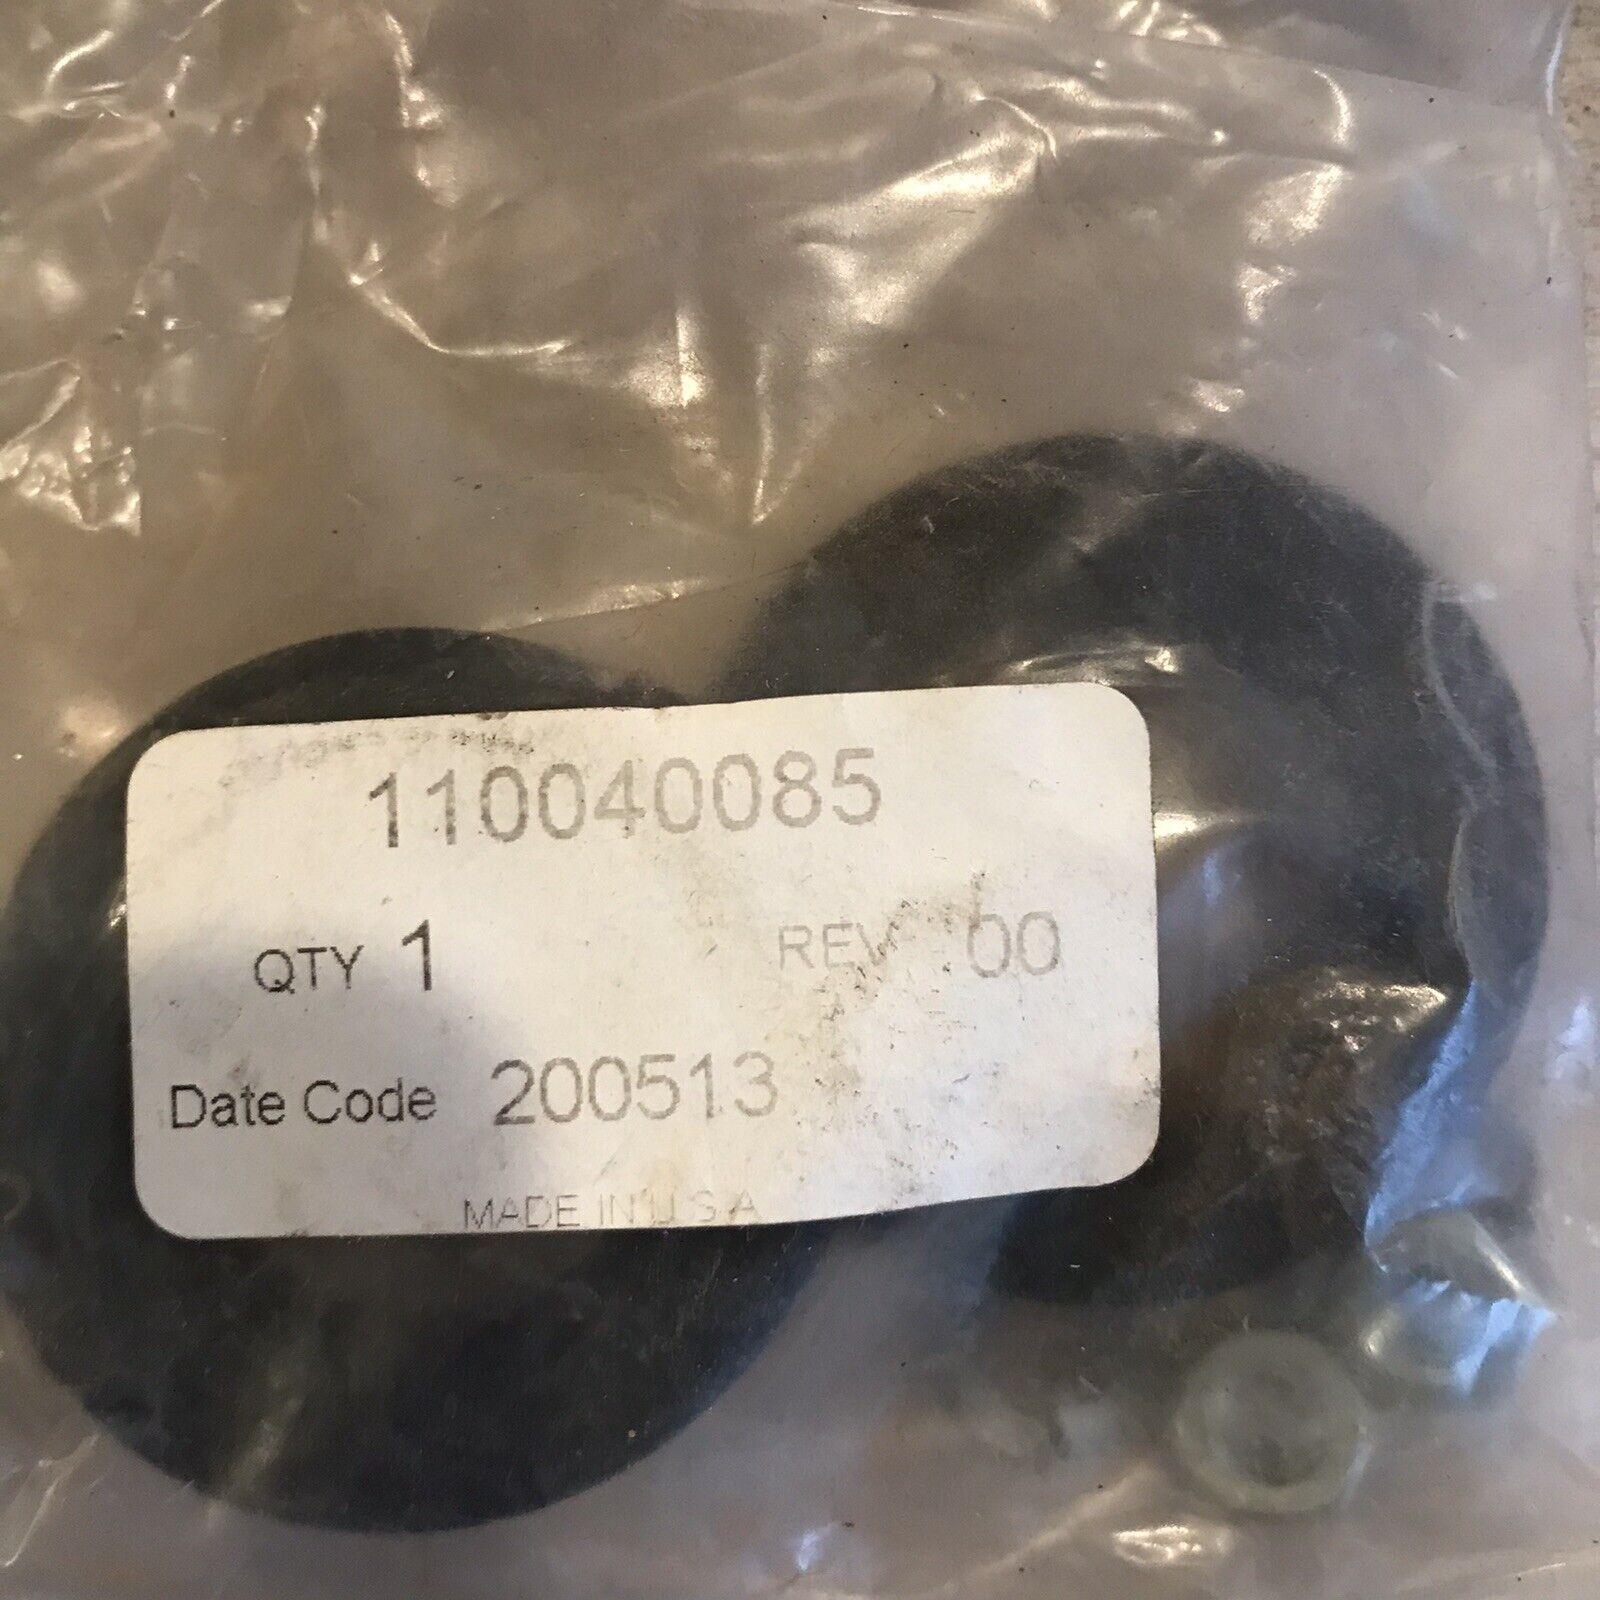 110040085
QTY 1 REV 00
Date Code 200513
MADE IN U.S.A